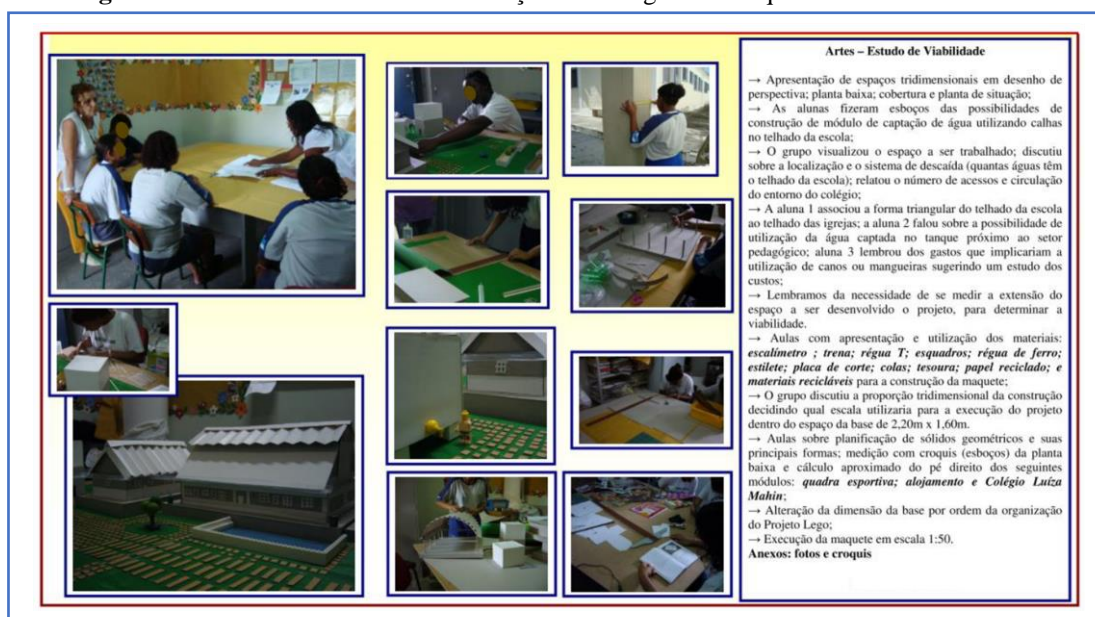 Artes – Estudo de Viabilidade
→ Apresentação de espaços tridimensionais em desenho de
perspectiva; planta baixa; cobertura e planta de situação;
→ As alunas fizeram esboços das possibilidades de
construção de módulo de captação de água utilizando calhas
no telhado da escola;
→ O grupo visualizou o espaço a ser trabalhado; discutiu
sobre a localização e o sistema de descaída (quantas águas têm
o telhado da escola); relatou o número de acessos e circulação
do entorno do colégio;
→ A aluna 1 associou a forma triangular do telhado da escola
ao telhado das igrejas; a aluna 2 falou sobre a possibilidade de
utilização da água captada no tanque próximo ao setor
pedagógico; aluna 3 lembrou dos gastos que implicariam a
utilização de canos ou mangueiras sugerindo um estudo dos
custos;
→ Lembramos da necessidade de se medir a extensão do
espaço a ser desenvolvido o projeto, para determinar a
viabilidade.
→ Aulas com apresentação e utilização dos materiais:
escalímetro ; trena; régua T; esquadros; régua de ferro;
estilete; placa de corte; colas; tesoura; papel reciclado; e
materiais recicláveis para a construção da maquete;
→ O grupo discutiu a proporção tridimensional da construção
decidindo qual escala utilizaria para a execução do projeto
dentro do espaço da base de 2,20m x 1,60m.
→ Aulas sobre planificação de sólidos geométricos e suas
principais formas; medição com croquis (esboços) da planta
baixa e cálculo aproximado do pé direito dos seguintes
módulos: quadra esportiva; alojamento e Colégio Luíza
Mahin;
→ Alteração da dimensão da base por ordem da organização
do Projeto Lego;
→ Execução da maquete em escala 1:50.
Anexos: fotos e croquis